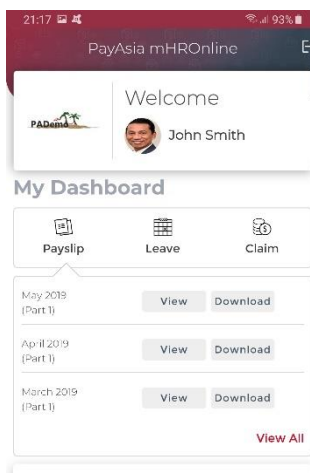 21:17 93%
PayAsia mHROnline
PADemo
Welcome
John Smith
My Dashboard
Payslip Leave Claim
May 2019
(Part 1)
View Download
April 2019
(Part 1)
View Download
March 2019
(Part 1)
View Download
View All